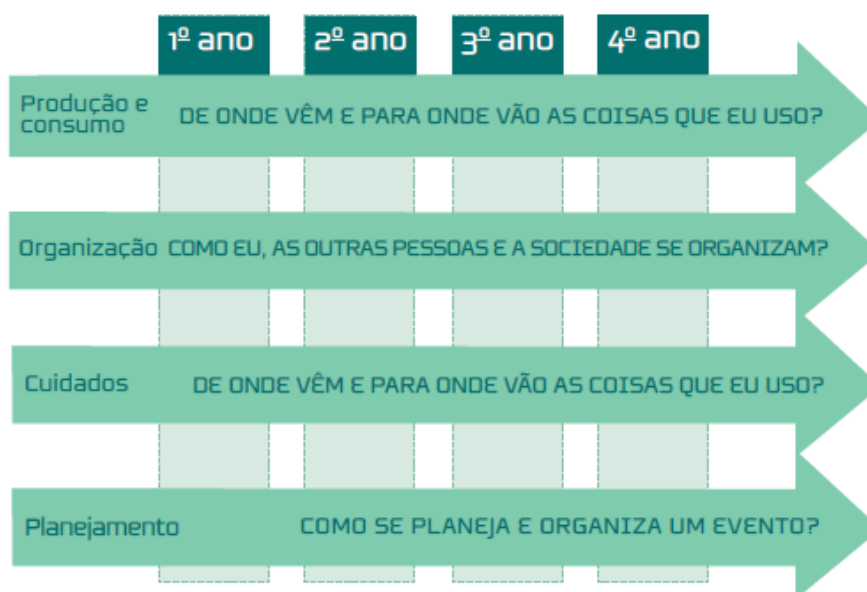 1º ano 2º ano 3º ano 4º ano
Produção e
consumo
DE ONDE VÊM E PARA ONDE VÃO AS COISAS QUE EU USO?
Organização COMO EU, AS OUTRAS PESSOAS E A SOCIEDADE SE ORGANIZAM?
Cuidados DE ONDE VÊM E PARA ONDE VÃO AS COISAS QUE EU USO?
Planejamento COMO SE PLANEJA E ORGANIZA UM EVENTO?